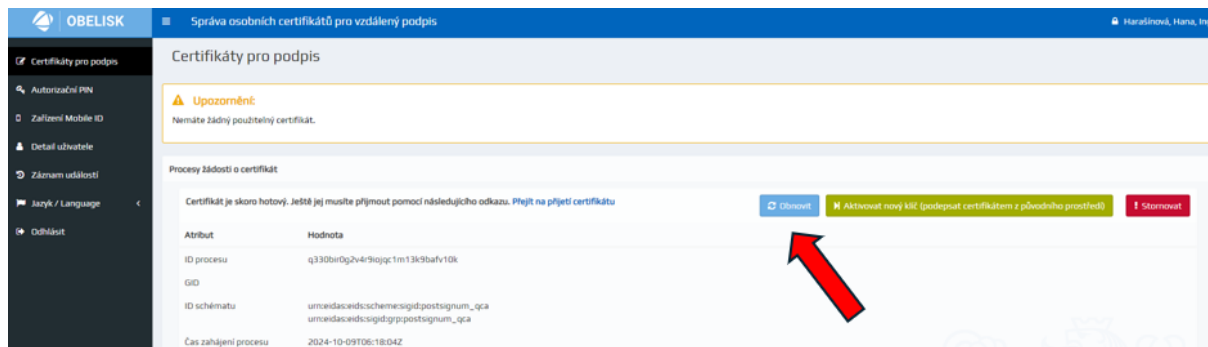 OBELISK
Správa osobních certifikátů pro vzdálený podpis
Harašinová, Hana, In
Certifikáty pro podpis
Autorizační PIN
Zařízení Mobile ID
Detail uživatele
Záznam událostí
Jazyk / Language
Odhlásit
Certifikáty pro podpis
Upozornění:
Nemáte žádný použitelný certifikát.
Procesy žádosti o certifikát
Certifikát je skoro hotový. Ještě jej musíte přijmout pomocí následujícího odkazu. Přejít na přijetí certifikátu
Obnovit
Aktivovat nový klíč (podepsat certifikátem z původního prostředí)
Stornovat
Atribut Hodnota
ID procesu q330bir0g2v4r9iojqc1m13k9bafv10k
GID
ID schématu urn:eidas:eids:scheme:sigid:postsignum_qca
urn:eidas:eids:sigid:grp:postsignum_qca
Čas zahájení procesu 2024-10-09T06:18:04Z